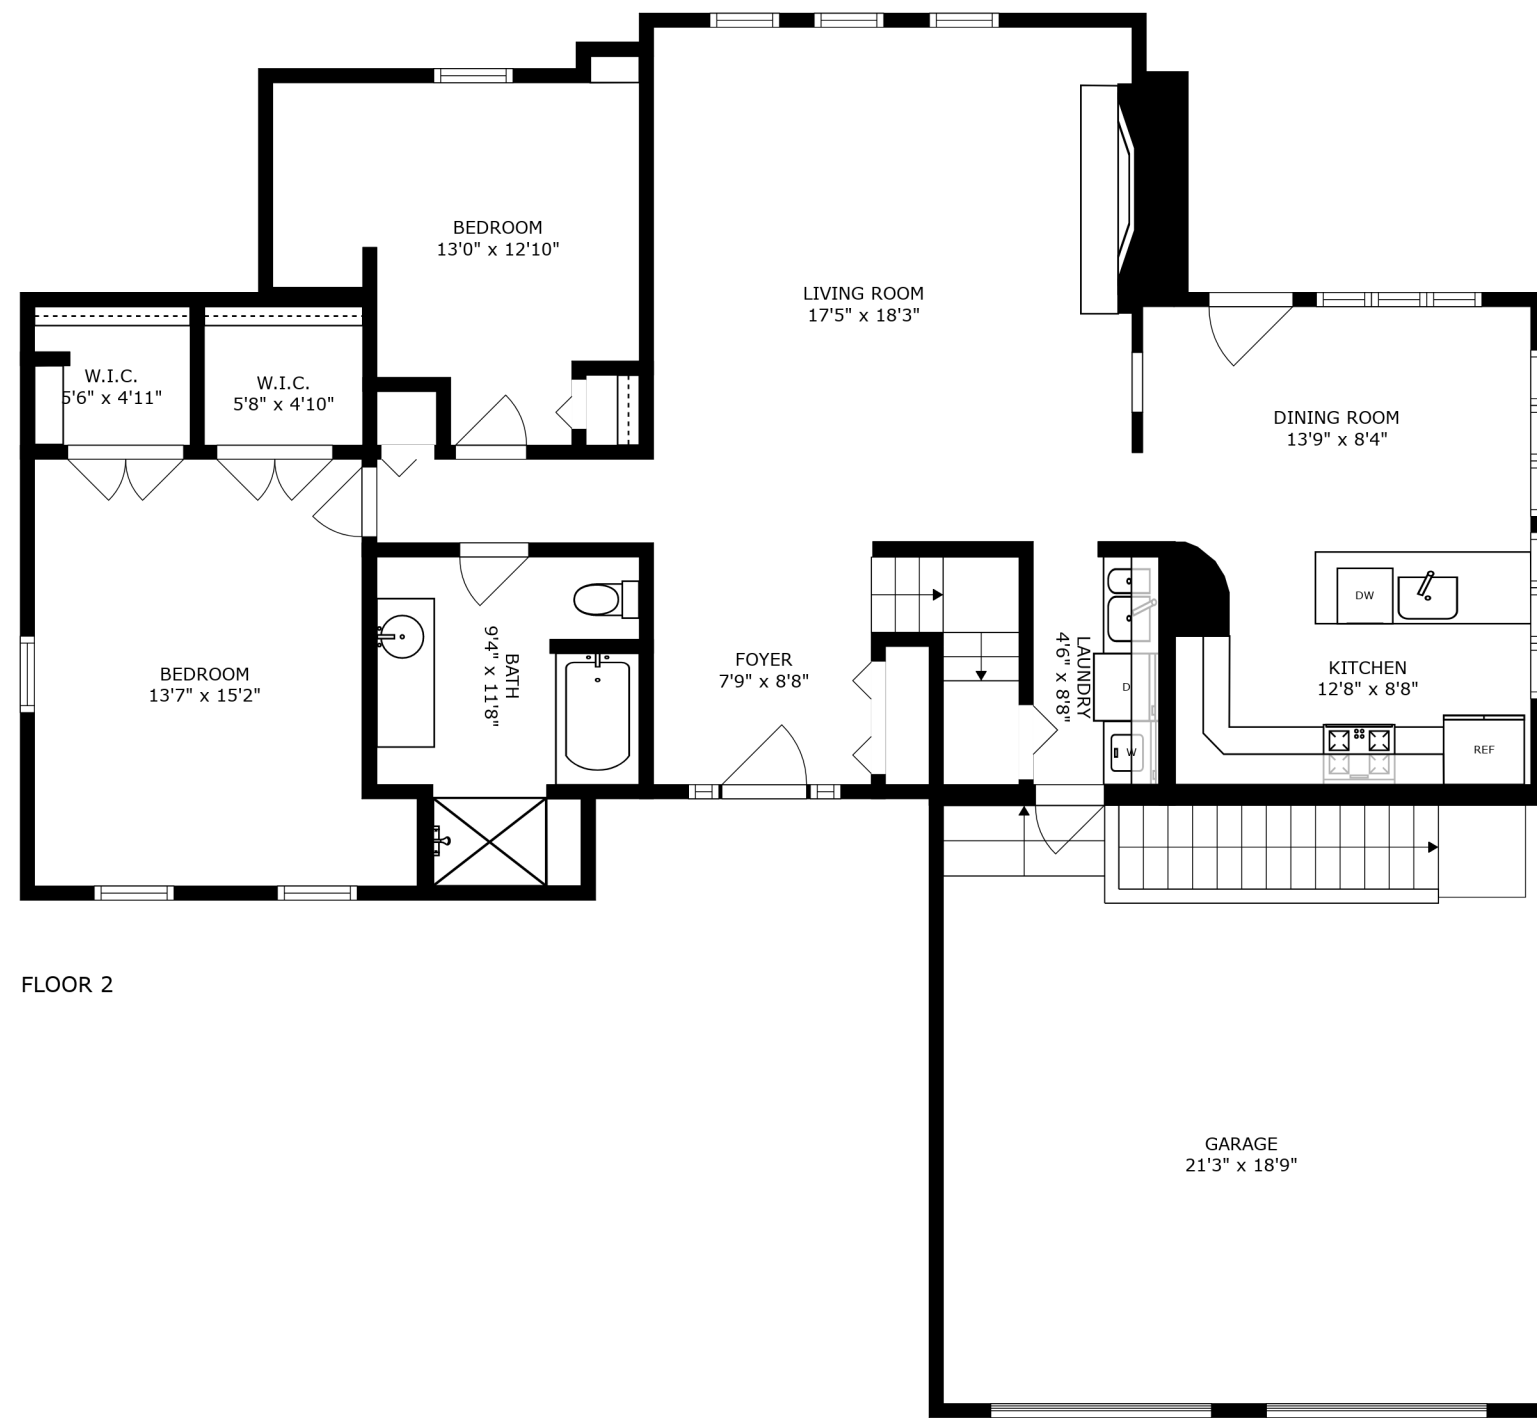 BEDROOM
13'0" x 12'10"
LIVING ROOM
17'5" x 18'3"
W.I.C.
5'6" x 4'11"
W.I.C.
5'8" x 4'10"
DINING ROOM
13'9" x 8'4"
BEDROOM
13'7" x 15'2"
BATH
9'4" x 11'8"
FOYER
7'9" x 8'8"
LAUNDRY
4'6" x 8'8"
D
W
DW
KITCHEN
12'8" x 8'8"
REF
FLOOR 2
GARAGE
21'3" x 18'9"